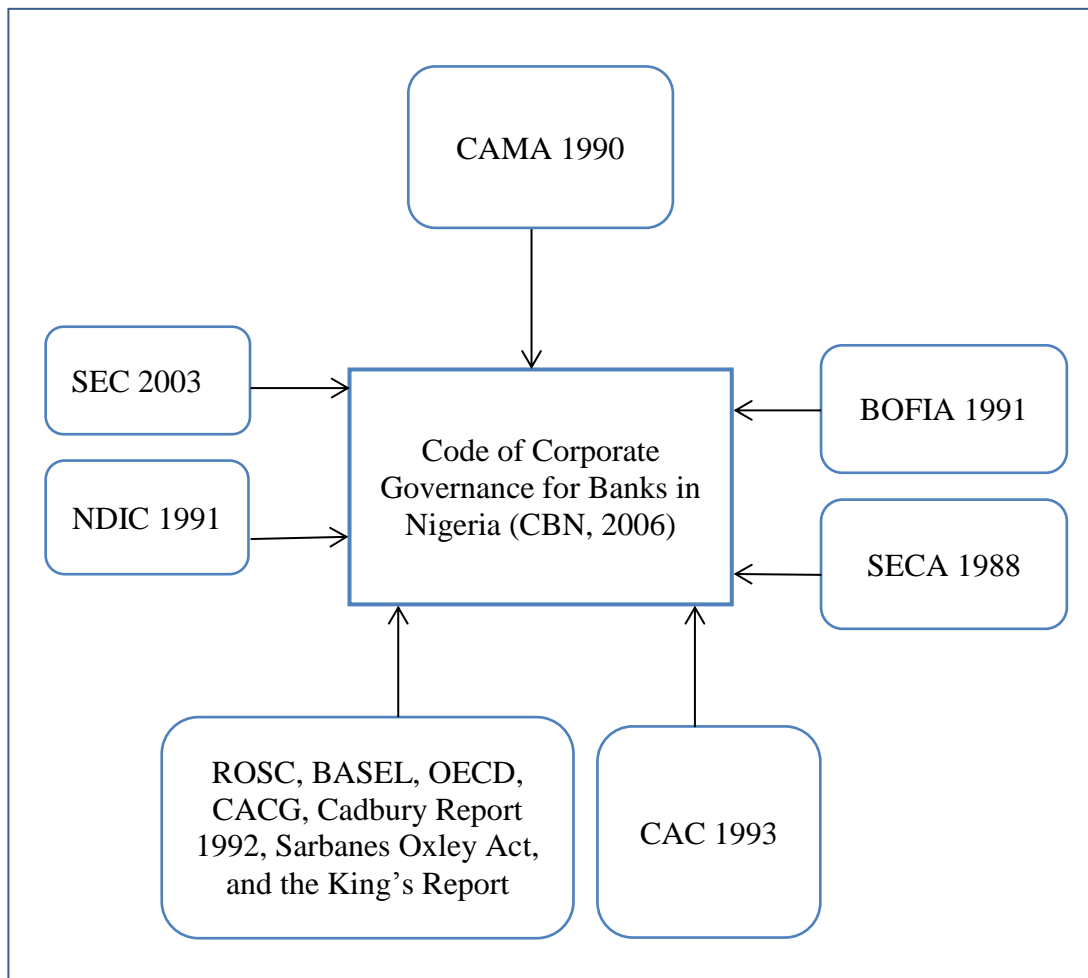 CAMA 1990
SEC 2003
BOFIA 1991
Code of Corporate
Governance for Banks in
Nigeria (CBN, 2006)
NDIC 1991
SECA 1988
ROSC, BASEL, OECD,
CACG, Cadbury Report
1992, Sarbanes Oxley Act,
and the King’s Report
CAC 1993